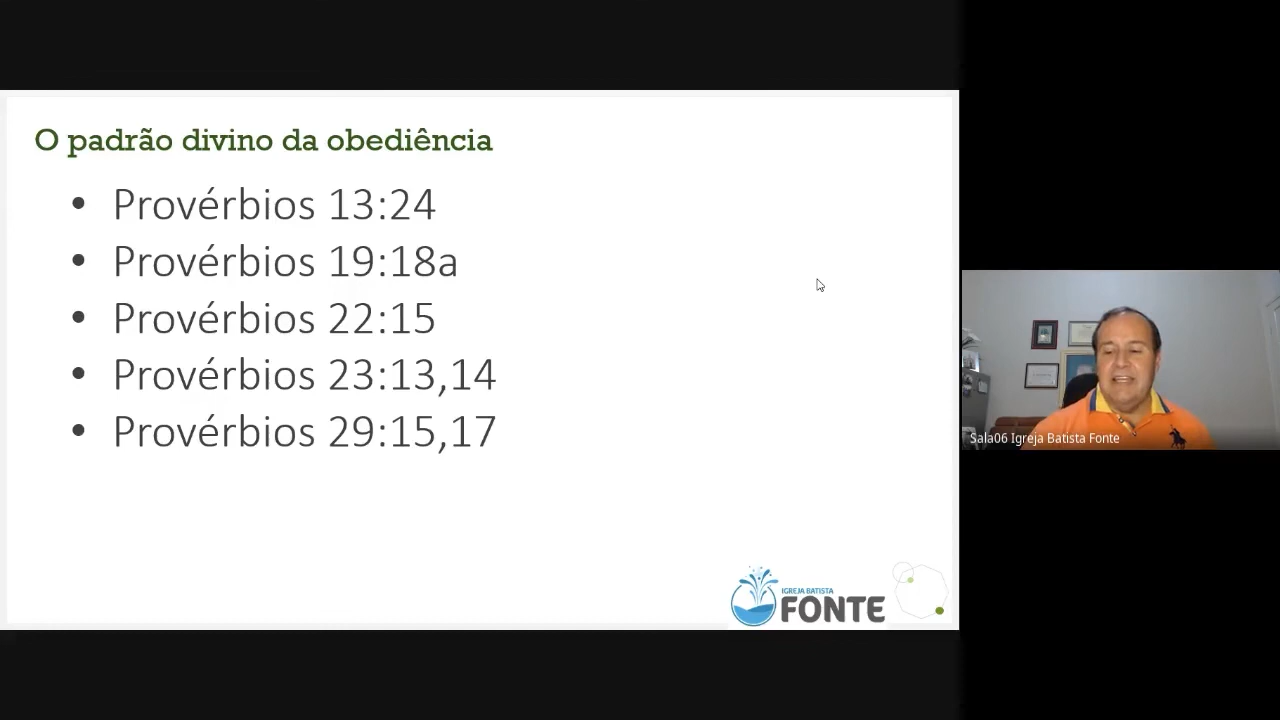 O padrão divino da obediência
• Provérbios 13:24
• Provérbios 19:18a
• Provérbios 22:15
• Provérbios 23:13,14
• Provérbios 29:15,17
IGREJA BATISTA
FONTE
Sala06 Igreja Batista Fonte